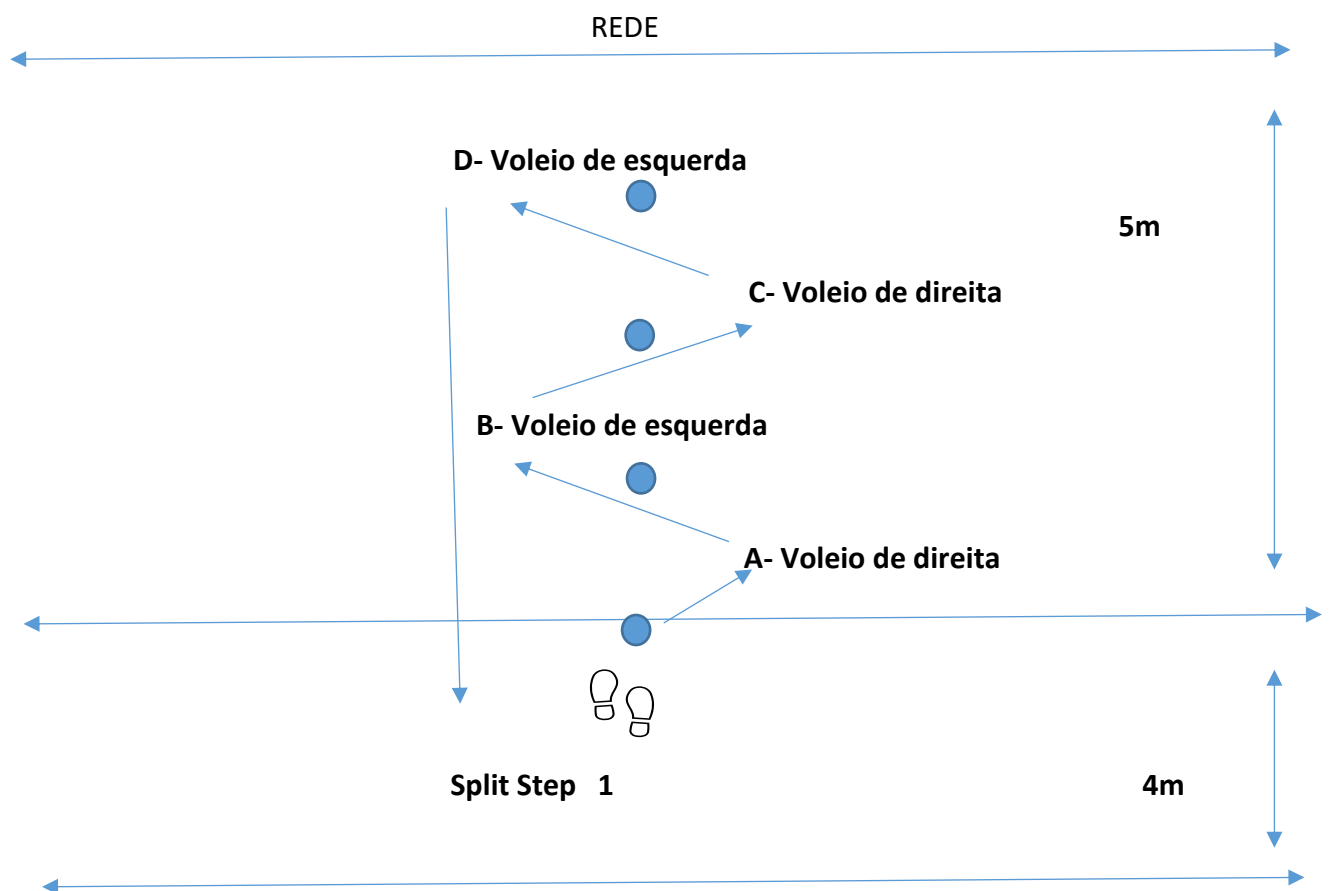 REDE
D- Voleio de esquerda
5m
C- Voleio de direita
B- Voleio de esquerda
A- Voleio de direita
Split Step 1
4m